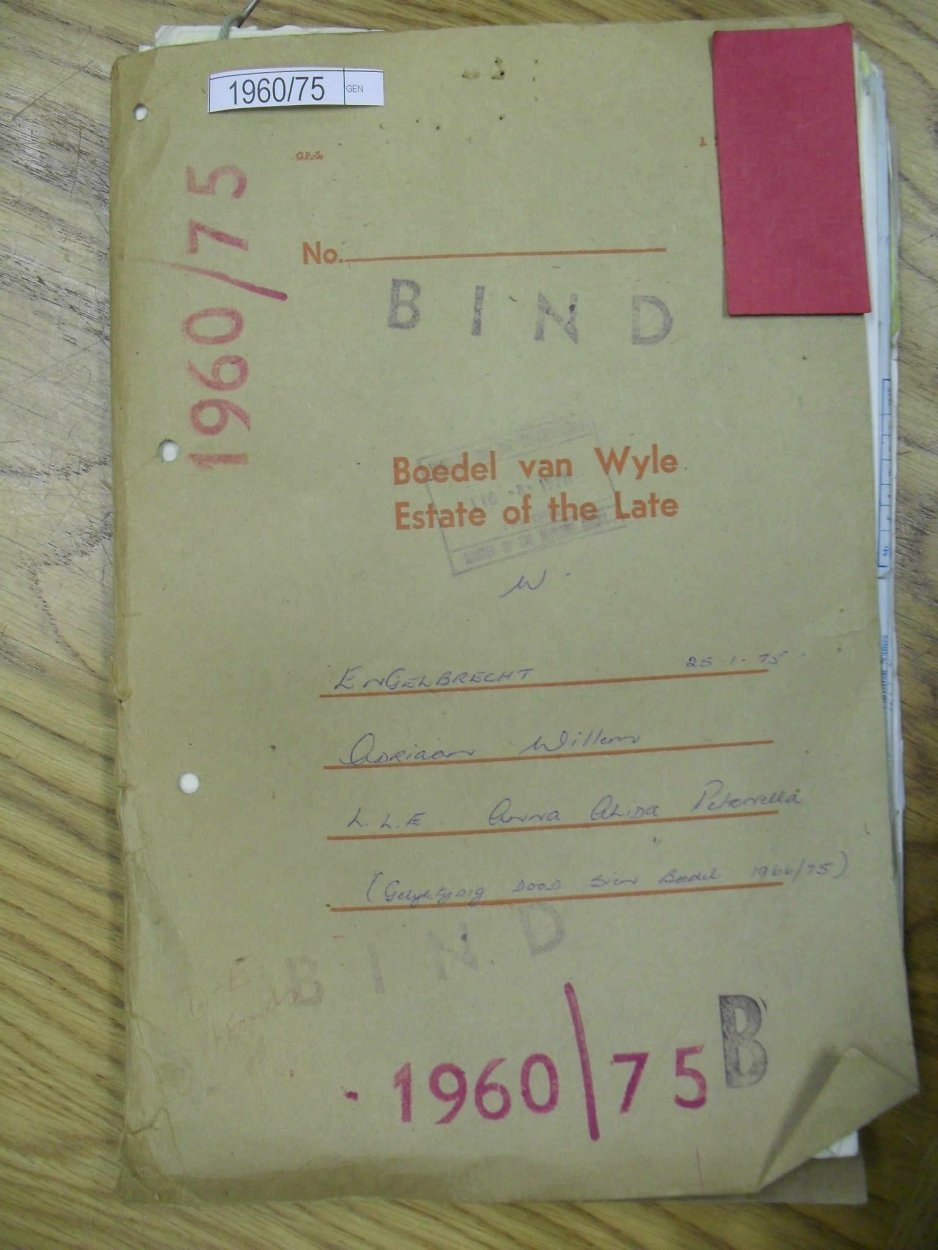 1960/75 GEN
G.P.-S.
1960/75
No.
BIND
Boedel van Wyle
Estate of the Late
W.
ENGELBRECHT 25-1-75
Adriaan Willem
L.L.E. Anna Alida Petronella
(Gelyktydig Dood Sien Boedel 1966/75)
BIND
1960/75 B